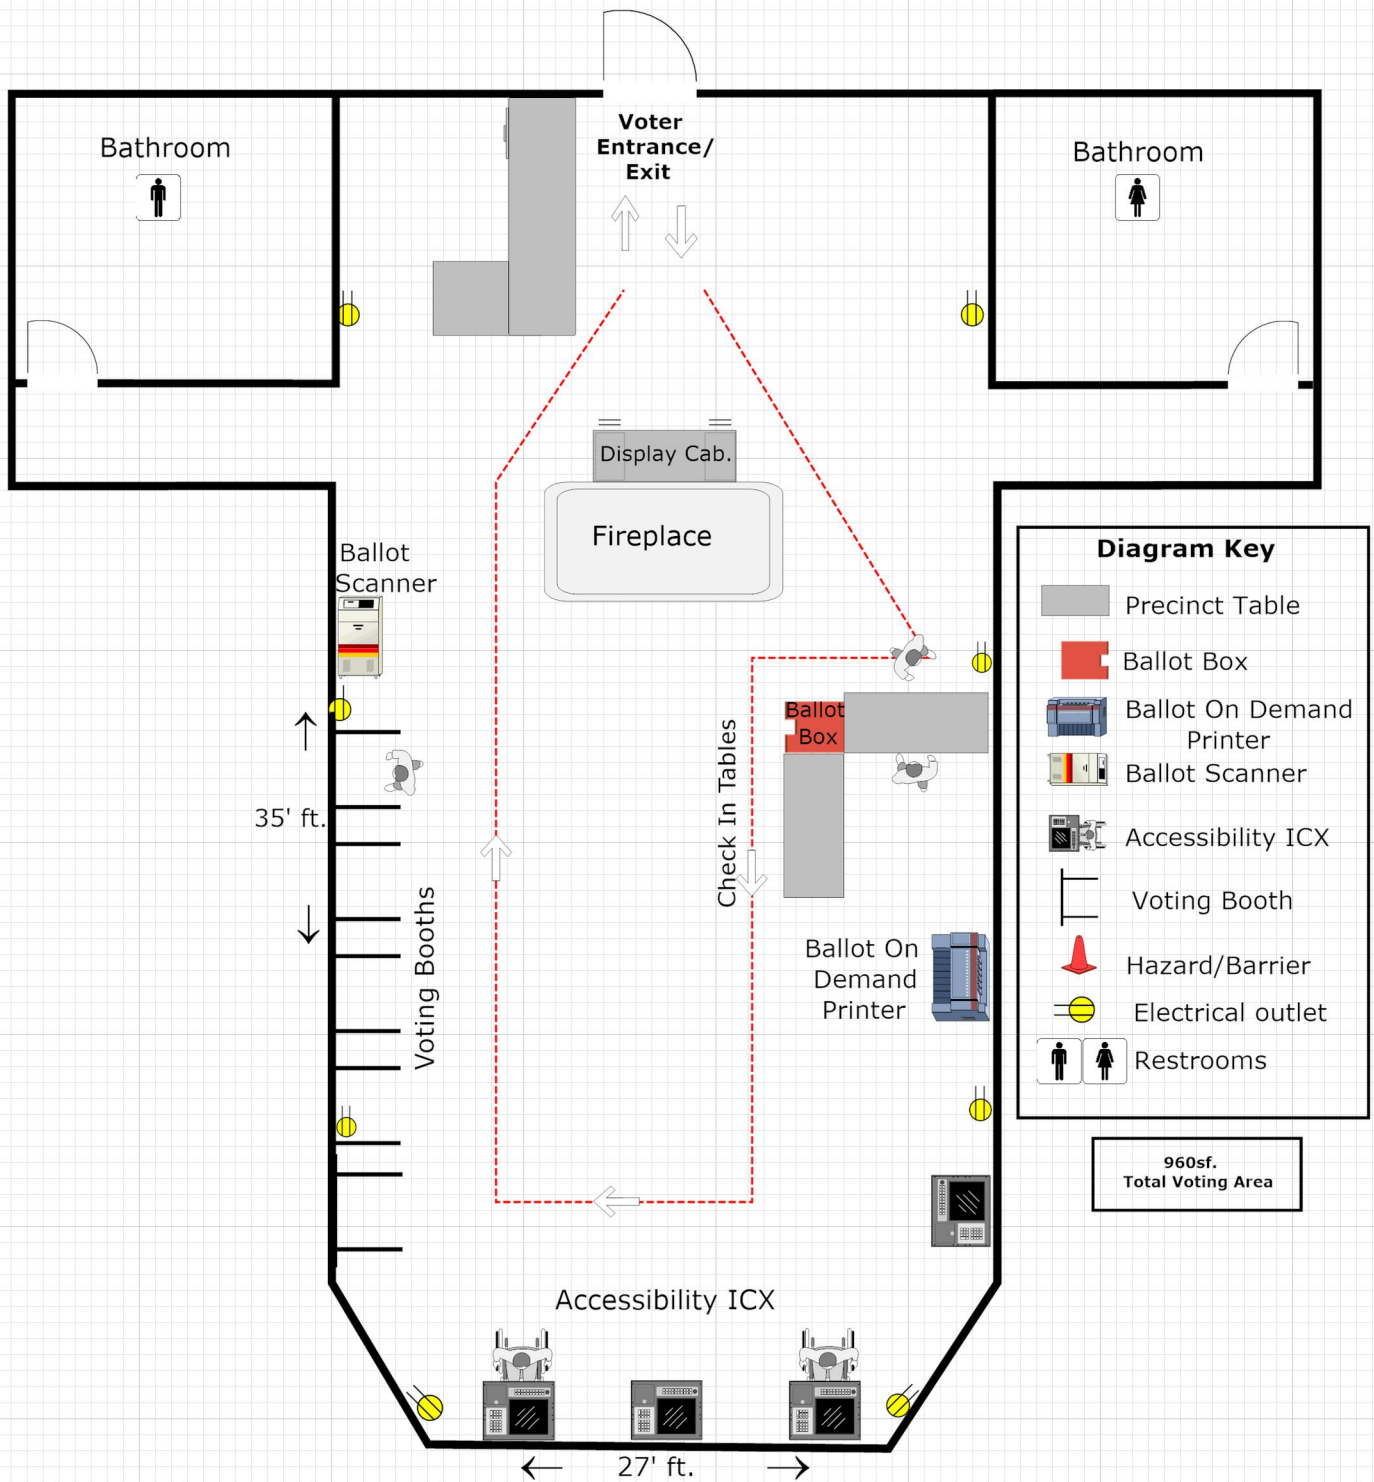 Voter
Entrance/
Exit
Bathroom
Bathroom
Display Cab.
Fireplace
Ballot
Scanner
Ballot
Box
Check In Tables
35' ft.
Voting Booths
Ballot On
Demand
Printer
Accessibility ICX
27' ft.
Diagram Key
Precinct Table
Ballot Box
Ballot On Demand
Printer
Ballot Scanner
Accessibility ICX
Voting Booth
Hazard/Barrier
Electrical outlet
Restrooms
960sf.
Total Voting Area